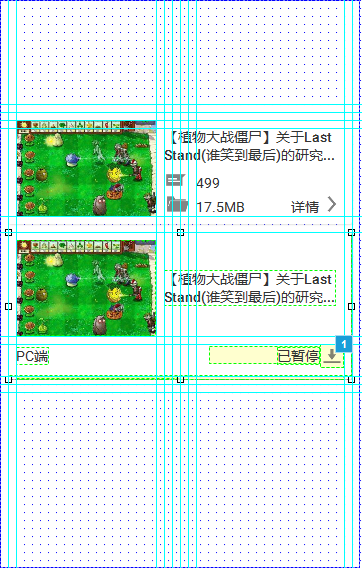 【植物大战僵尸】关于Last
Stand(谁笑到最后)的研究...
499
17.5MB
详情
【植物大战僵尸】关于Last
Stand(谁笑到最后)的研究...
1
PC端
已暂停